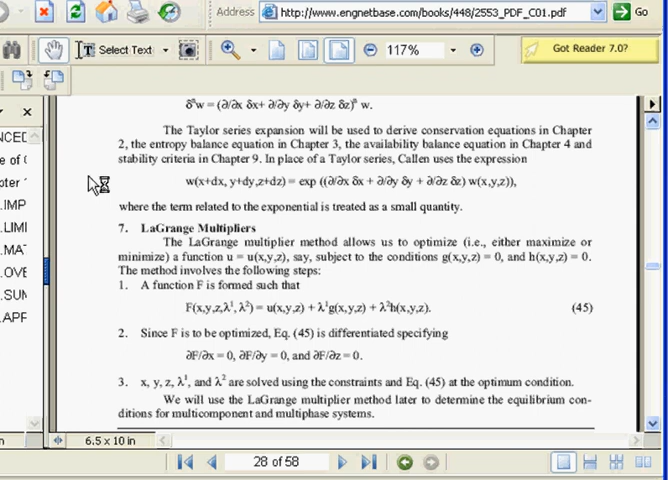 Address http://www.engnetbase.com/books/448/2553_PDF_C01.pdf Go
Select Text 117% Got Reader 7.0?
δⁿw = (∂/∂x δx+ ∂/∂y δy+ ∂/∂z δz)ⁿ w.
The Taylor series expansion will be used to derive conservation equations in Chapter
2, the entropy balance equation in Chapter 3, the availability balance equation in Chapter 4 and
stability criteria in Chapter 9. In place of a Taylor series, Callen uses the expression
w(x+dx, y+dy,z+dz) = exp ((∂/∂x δx + ∂/∂y δy + ∂/∂z δz) w(x,y,z)),
where the term related to the exponential is treated as a small quantity.
7. LaGrange Multipliers
The LaGrange multiplier method allows us to optimize (i.e., either maximize or
minimize) a function u = u(x,y,z), say, subject to the conditions g(x,y,z) = 0, and h(x,y,z) = 0.
The method involves the following steps:
1. A function F is formed such that
F(x,y,z,λ¹, λ²) = u(x,y,z) + λ¹g(x,y,z) + λ²h(x,y,z). (45)
2. Since F is to be optimized, Eq. (45) is differentiated specifying
∂F/∂x = 0, ∂F/∂y = 0, and ∂F/∂z = 0.
3. x, y, z, λ¹, and λ² are solved using the constraints and Eq. (45) at the optimum condition.
We will use the LaGrange multiplier method later to determine the equilibrium con-
ditions for multicomponent and multiphase systems.
NCED
e of
pter
.IMP
.LIMI
.MA
.OVE
.SUM
.APP
6.5 x 10 in
28 of 58